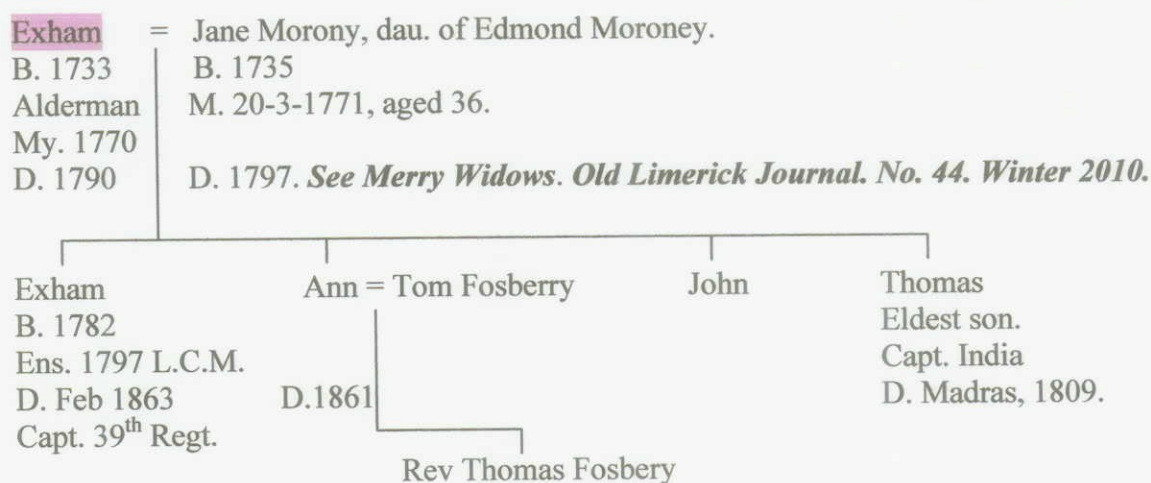 Exham = Jane Morony, dau. of Edmond Moroney.
B. 1733 B. 1735
Alderman M. 20-3-1771, aged 36.
My. 1770
D. 1790 D. 1797. See Merry Widows. Old Limerick Journal. No. 44. Winter 2010.
Exham Ann = Tom Fosberry John Thomas
B. 1782 Eldest son.
Ens. 1797 L.C.M. Capt. India
D. Feb 1863 D.1861 D. Madras, 1809.
Capt. 39th Regt.
Rev Thomas Fosbery